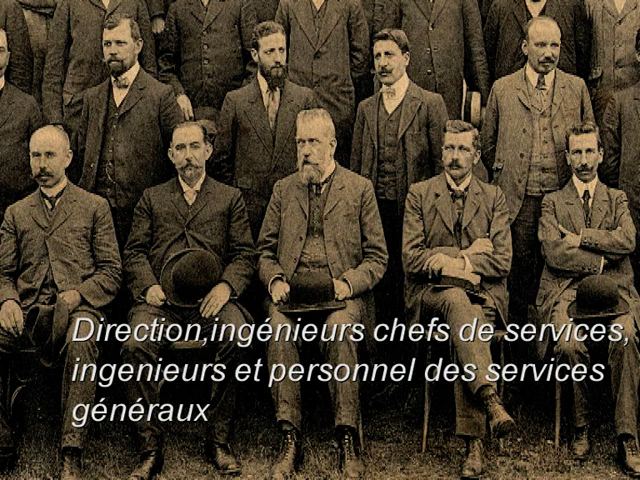 Direction,ingénieurs chefs de services,
ingenieurs et personnel des services
généraux